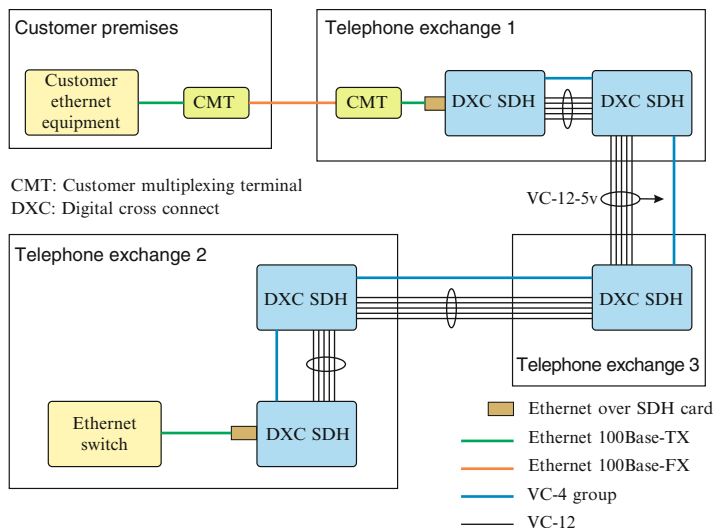 Customer premises
Customer
ethernet
equipment
CMT
Telephone exchange 1
CMT
DXC SDH
DXC SDH
CMT: Customer multiplexing terminal
DXC: Digital cross connect
VC-12-5v
Telephone exchange 2
DXC SDH
DXC SDH
Telephone exchange 3
Ethernet
switch
DXC SDH
Ethernet over SDH card
Ethernet 100Base-TX
Ethernet 100Base-FX
VC-4 group
VC-12